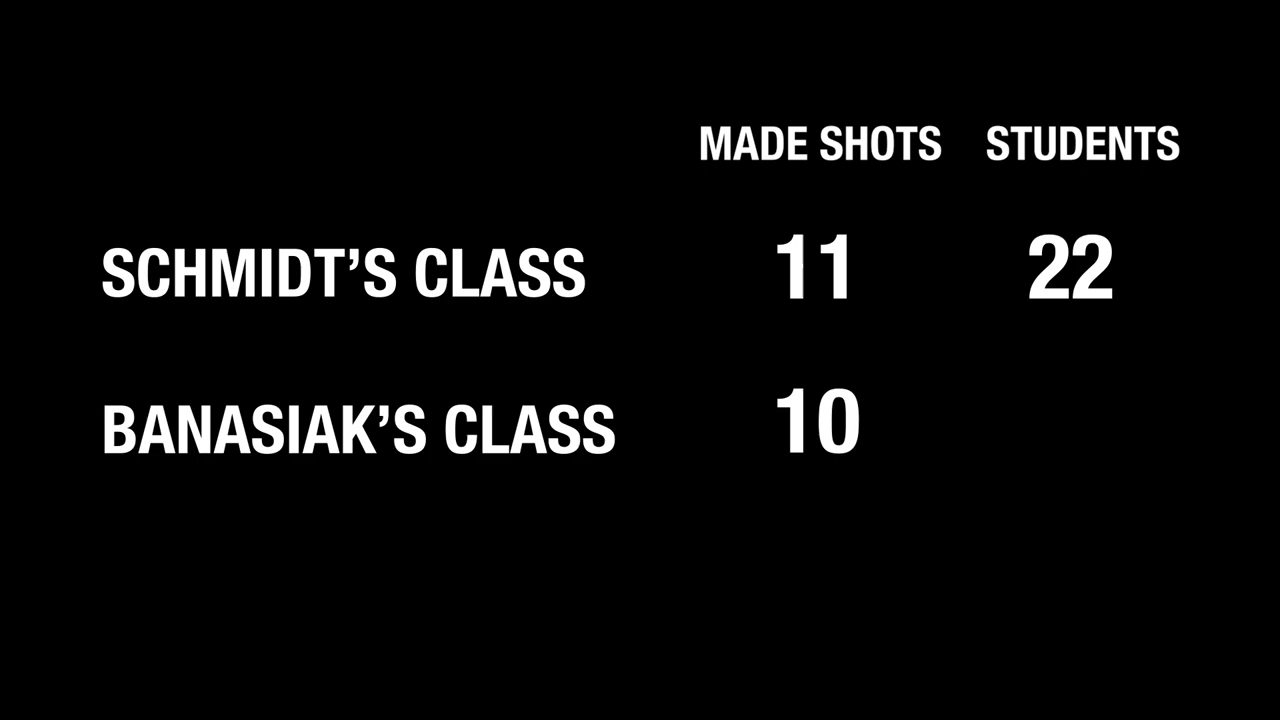 MADE SHOTS STUDENTS
SCHMIDT’S CLASS 11 22
BANASIAK’S CLASS 10